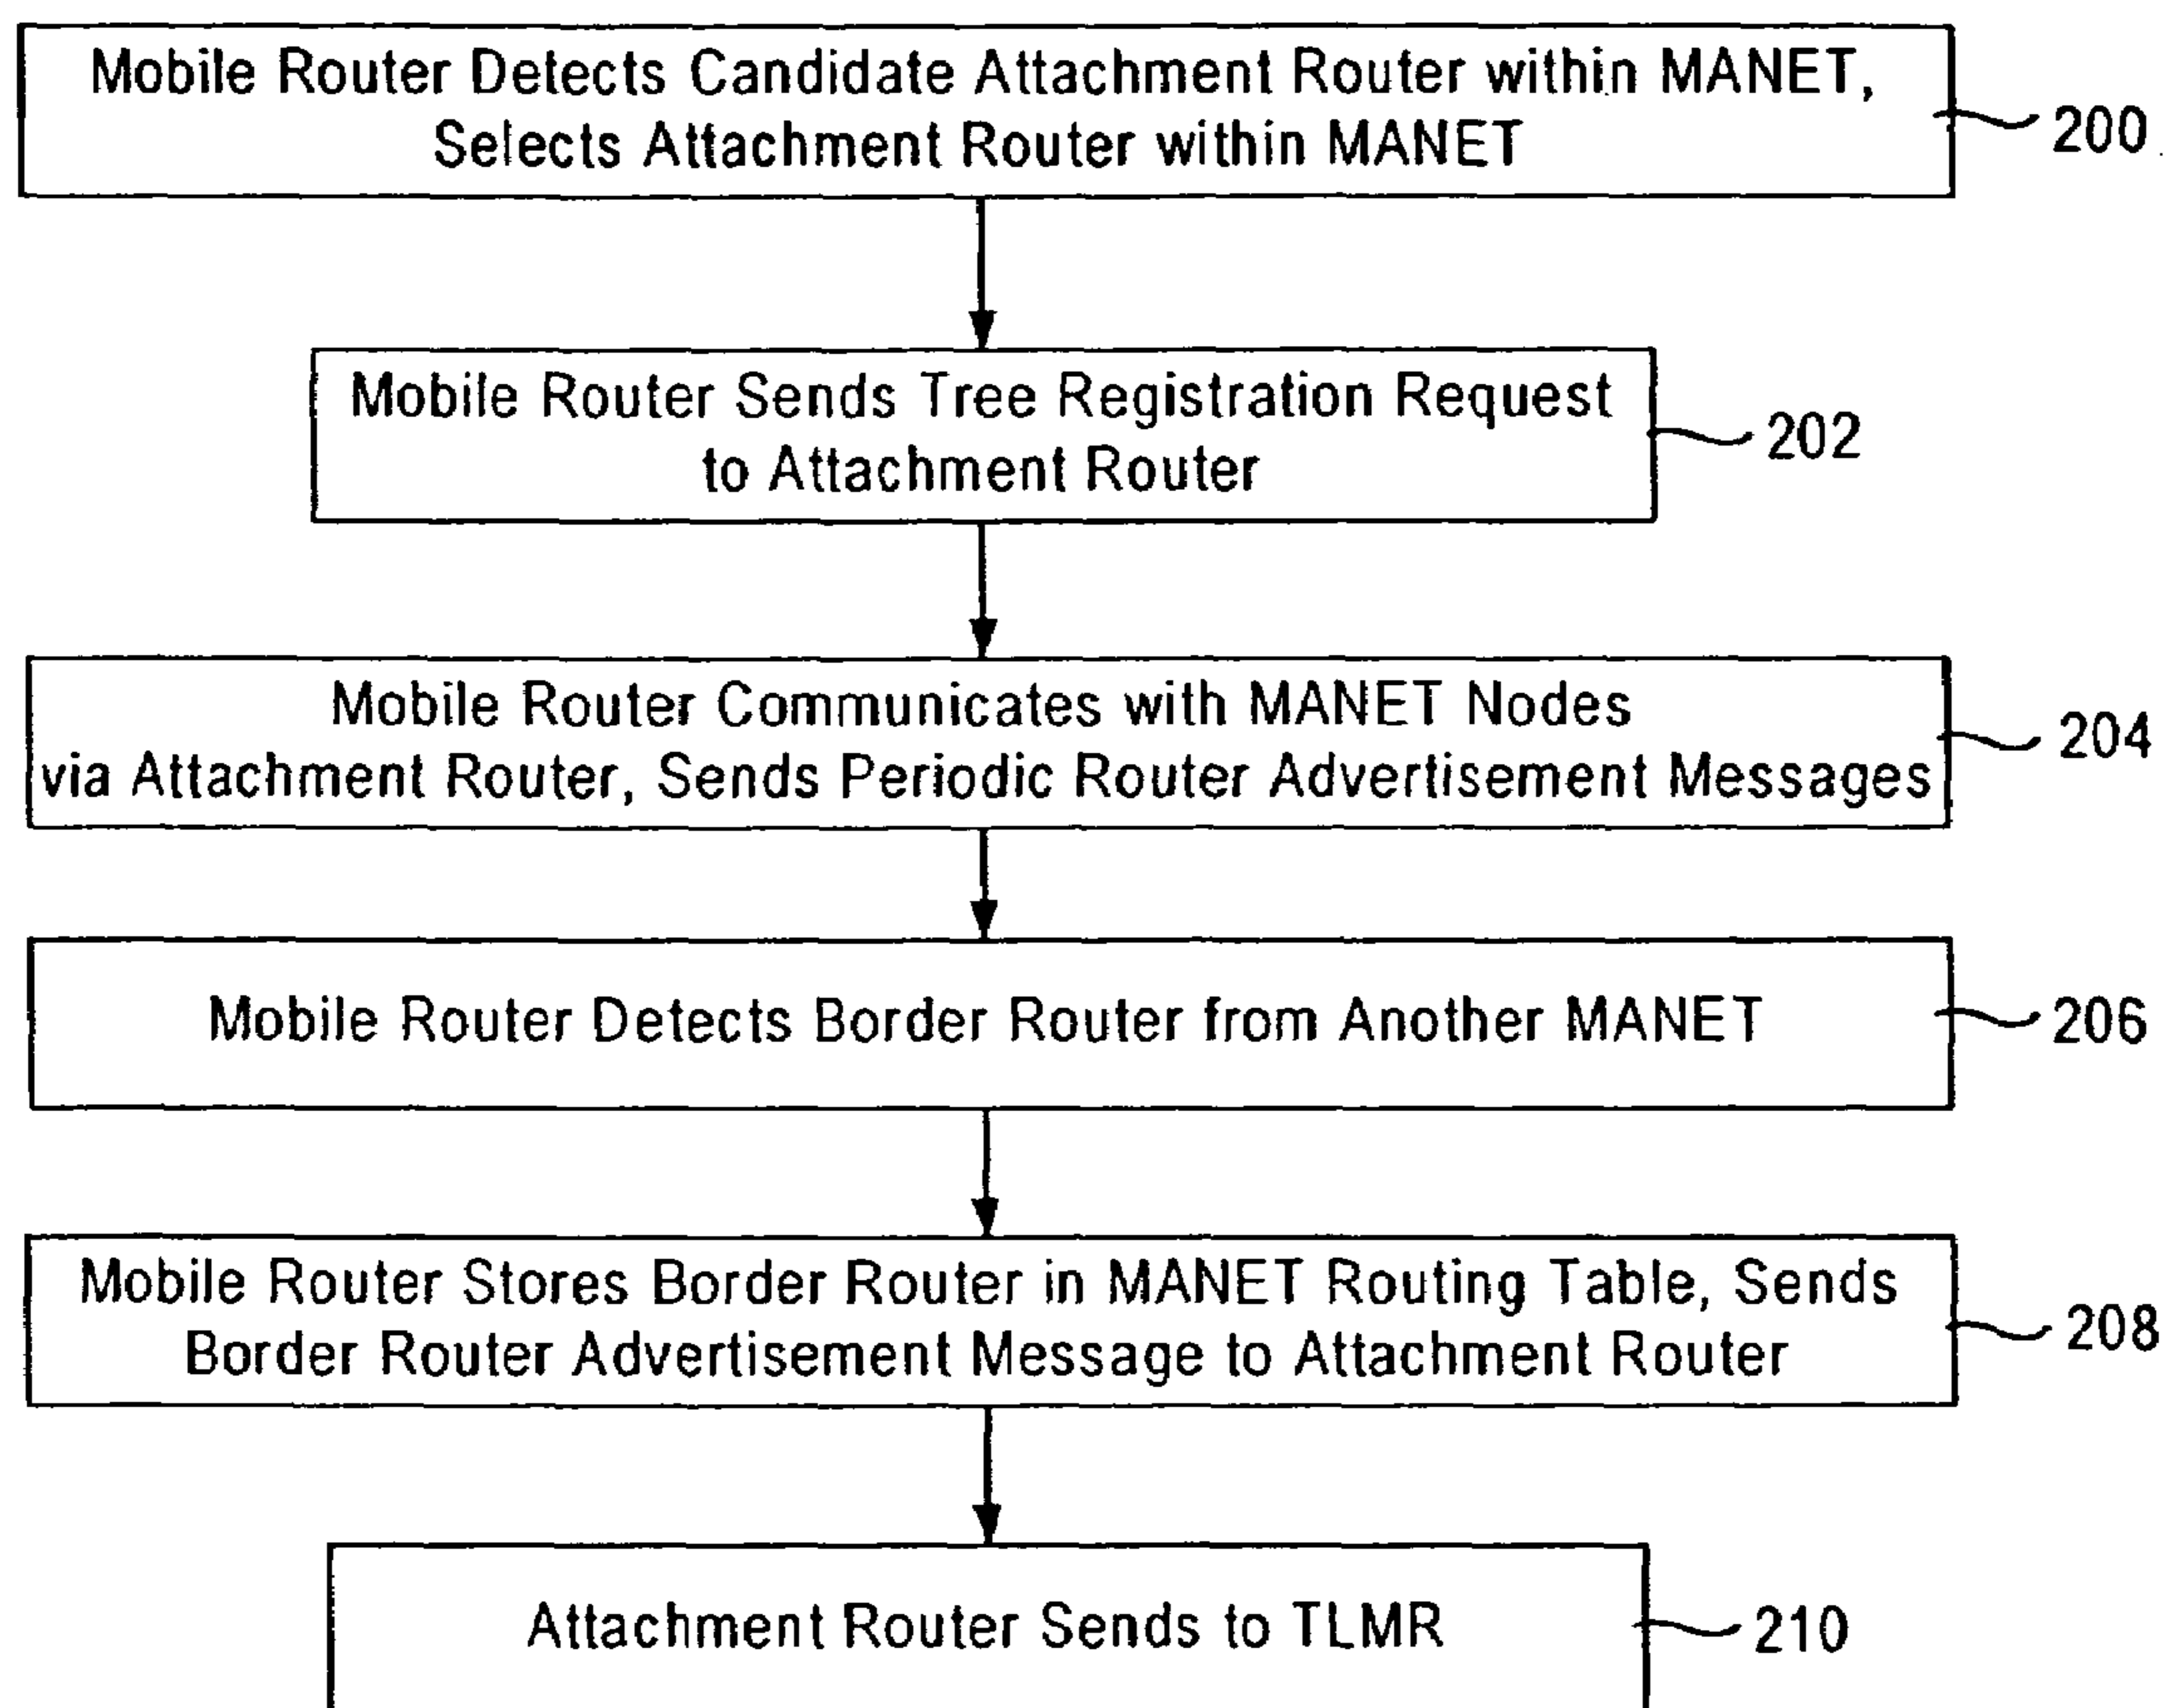 Mobile Router Detects Candidate Attachment Router within MANET,
Selects Attachment Router within MANET
200
Mobile Router Sends Tree Registration Request
to Attachment Router
202
Mobile Router Communicates with MANET Nodes
via Attachment Router, Sends Periodic Router Advertisement Messages
204
Mobile Router Detects Border Router from Another MANET
206
Mobile Router Stores Border Router in MANET Routing Table, Sends
Border Router Advertisement Message to Attachment Router
208
Attachment Router Sends to TLMR
210